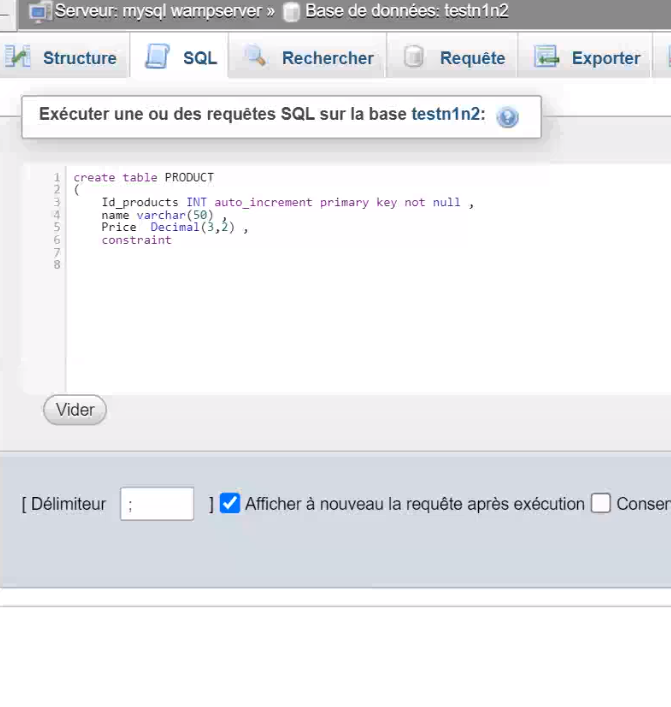 Serveur: mysql wampserver » Base de données: testn1n2
Structure SQL Rechercher Requête Exporter
Exécuter une ou des requêtes SQL sur la base testn1n2:
1 create table PRODUCT
2 (
3 Id_products INT auto_increment primary key not null ,
4 name varchar(50) ,
5 Price Decimal(3,2) ,
6 constraint
7
8
Vider
[ Délimiteur ; ] Afficher à nouveau la requête après exécution